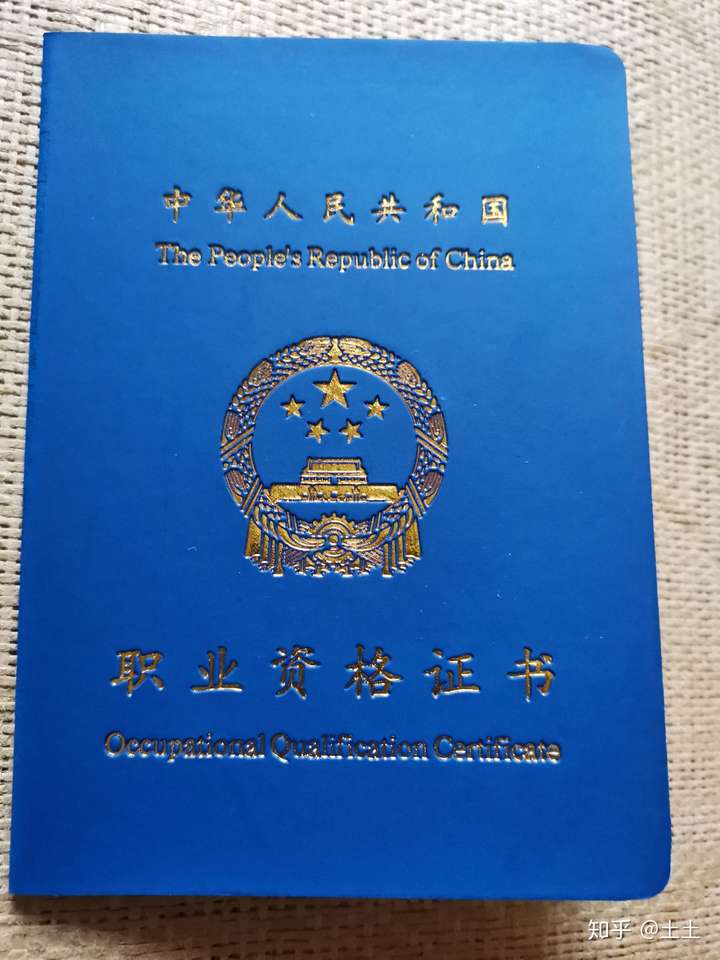 中华人民共和国
The People's Republic of China
职业资格证书
Occupational Qualification Certificate
知乎 @土土